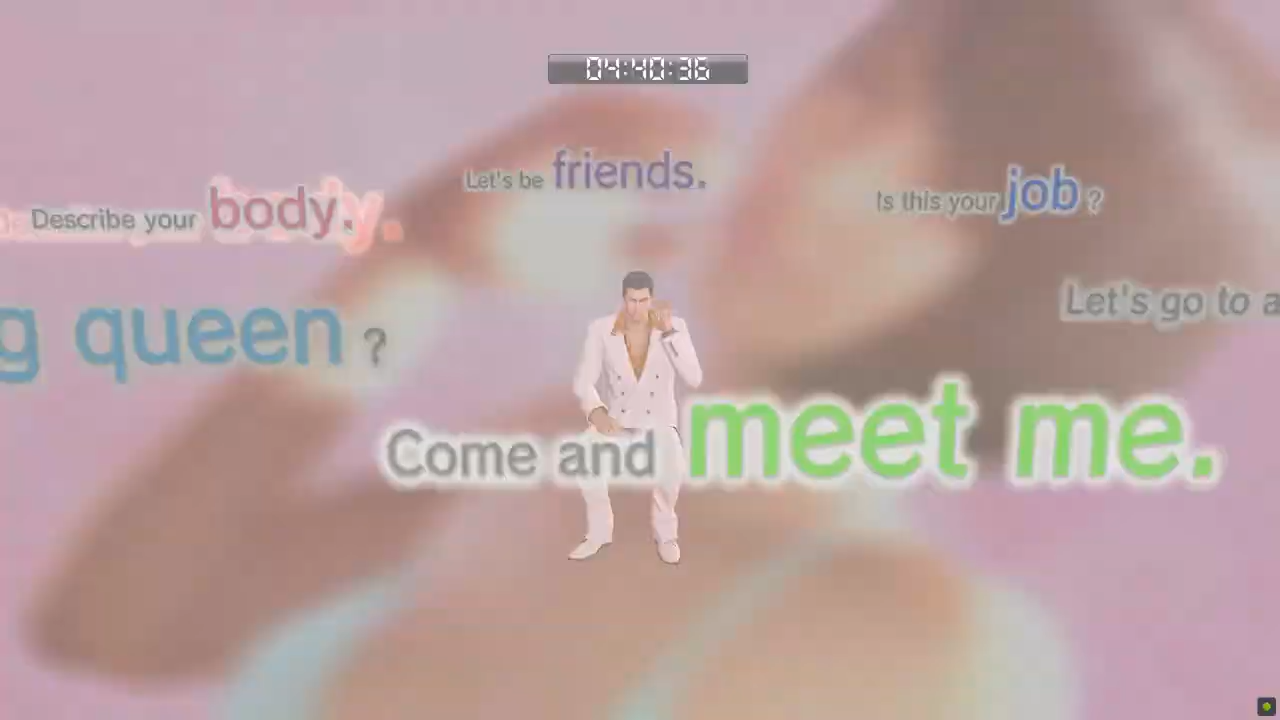 04:40:36
Let's be friends.
Is this your job ?
Describe your body.
Let's go to a
g queen ?
Come and meet me.